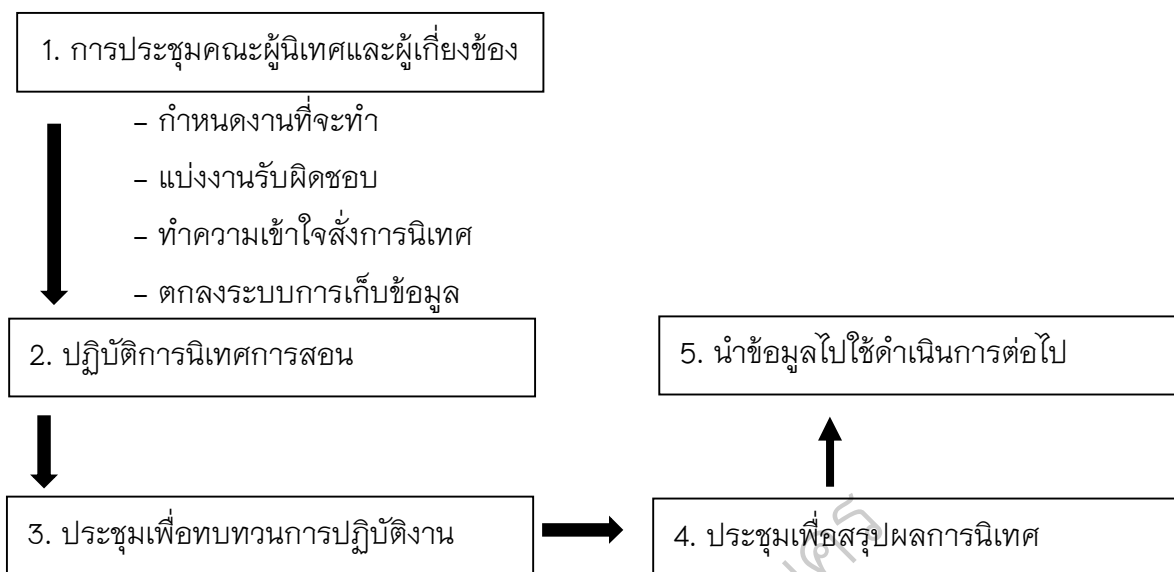 1. การประชุมคณะผู้นิเทศและผู้เกี่ยงข้อง
– กำหนดงานที่จะทำ
– แบ่งงานรับผิดชอบ
– ทำความเข้าใจสั่งการนิเทศ
– ตกลงระบบการเก็บข้อมูล
2. ปฏิบัติการนิเทศการสอน
3. ประชุมเพื่อทบทวนการปฏิบัติงาน
4. ประชุมเพื่อสรุปผลการนิเทศ
5. นำข้อมูลไปใช้ดำเนินการต่อไป